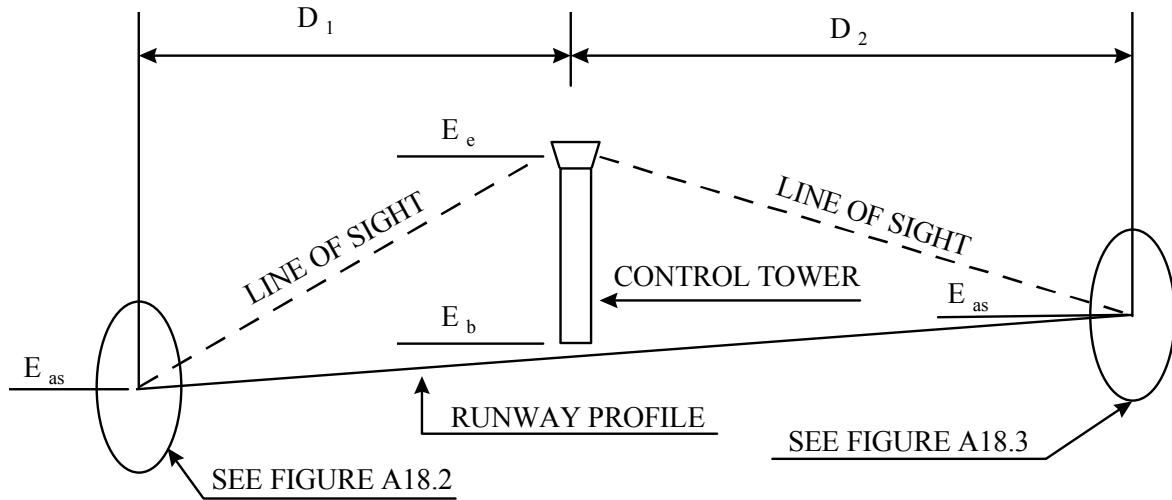 D 1
D 2
E e
LINE OF SIGHT
LINE OF SIGHT
CONTROL TOWER
E as
E b
E as
RUNWAY PROFILE
SEE FIGURE A18.3
SEE FIGURE A18.2